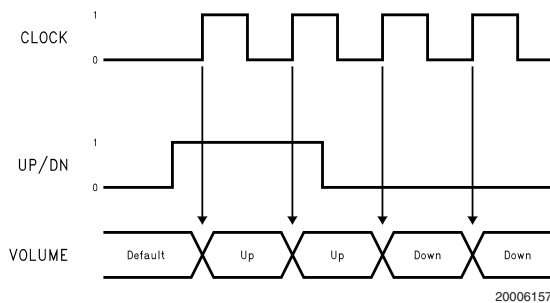 1
CLOCK
0
1
UP/DN
0
VOLUME Default Up Up Down Down
20006157